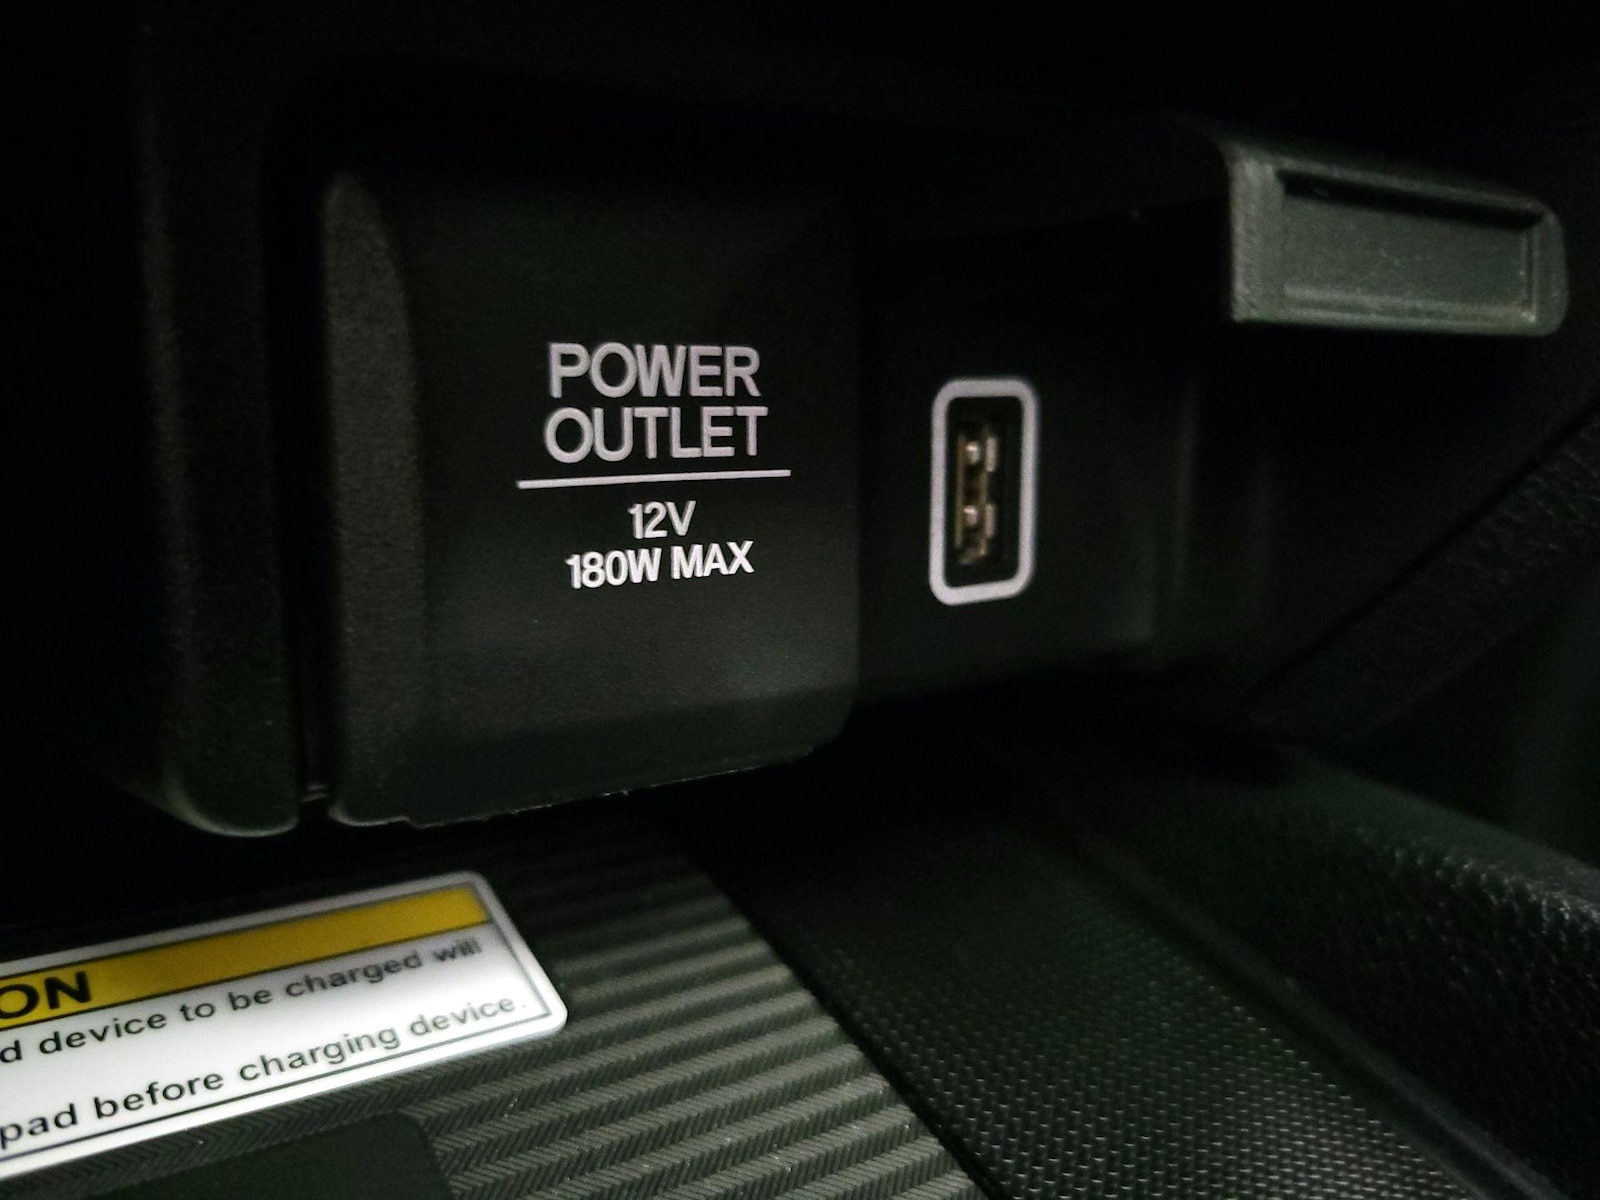 POWER
OUTLET
12V
180W MAX
ON
d device to be charged will
pad before charging device.